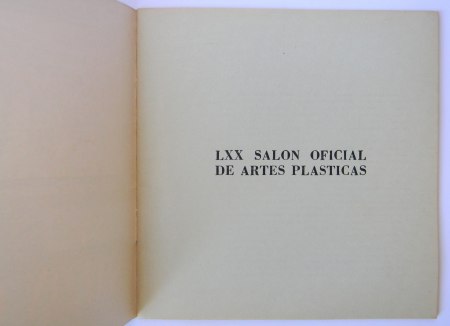 LXX SALON OFICIAL
DE ARTES PLASTICAS